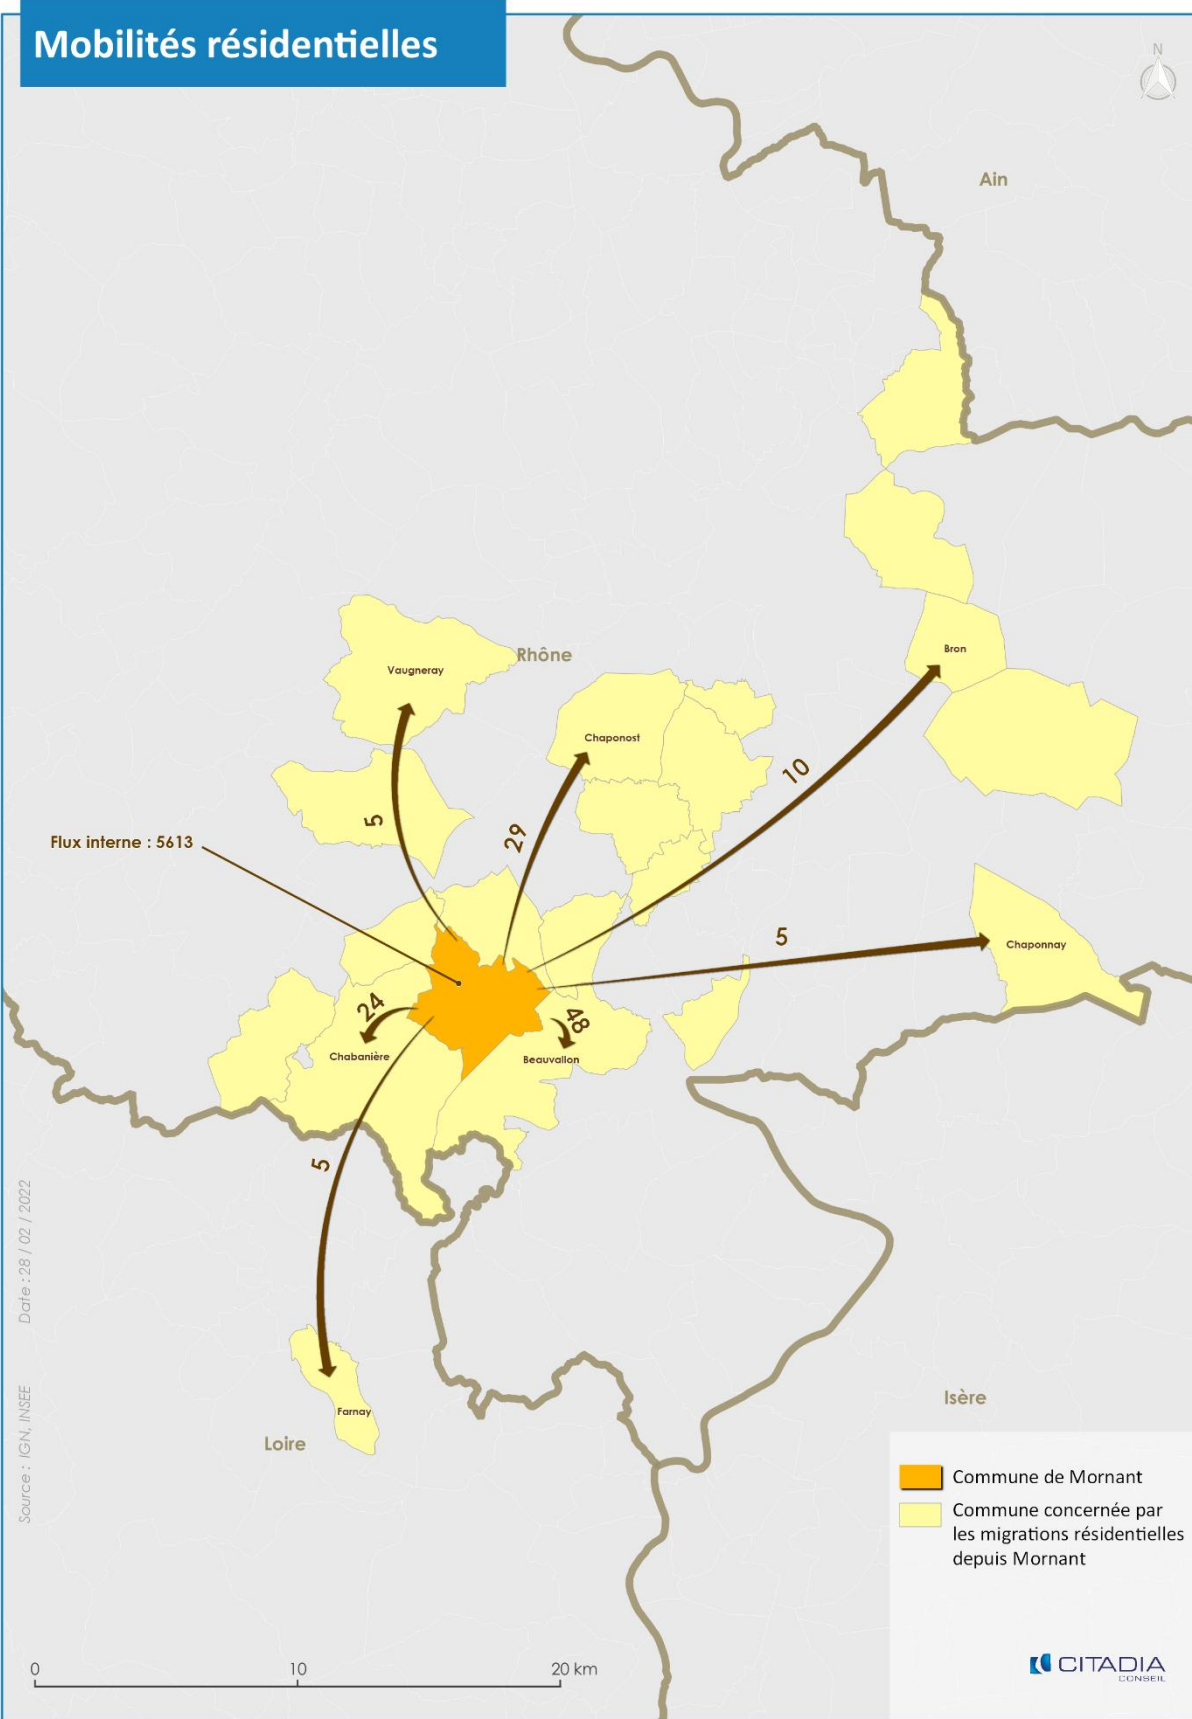 Mobilités résidentielles
N
Ain
Bron
Rhône
Vaugneray
Chaponost
10
29
5
Flux interne : 5613
5
Chaponnay
24
48
Chabanière
Beauvallon
5
Farnay
Loire
Isère
Source : IGN, INSEE Date : 28 / 02 / 2022
Commune de Mornant
Commune concernée par
les migrations résidentielles
depuis Mornant
0 10 20 km
CITADIA
CONSEIL